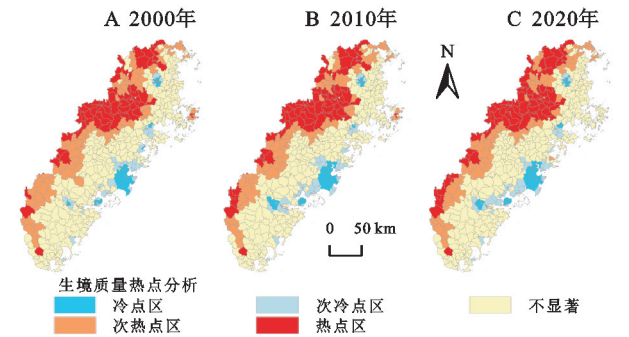 A 2000年 B 2010年 C 2020年
N
0 50 km
生境质量热点分析
冷点区 次冷点区 不显著
次热点区 热点区